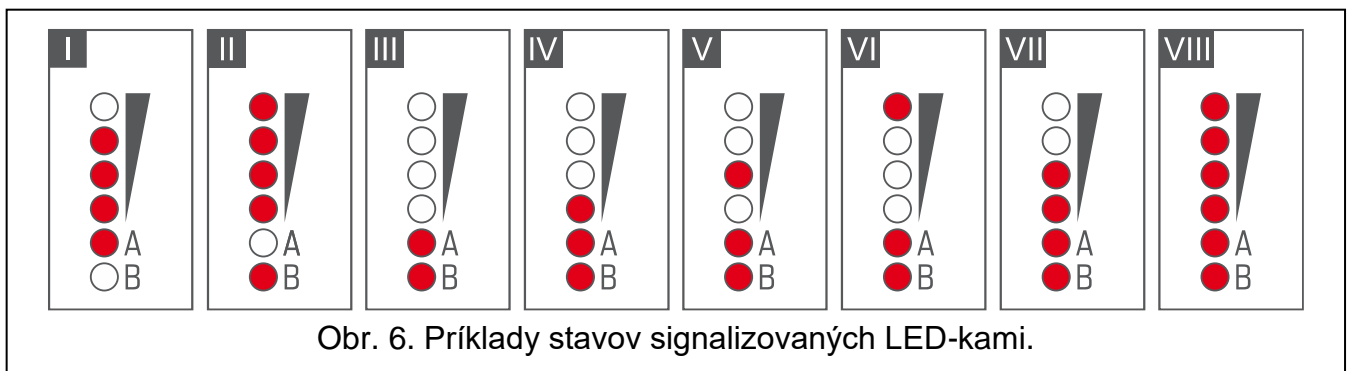 I II III IV V VI VII VIII
A A A A A A A A
B B B B B B B B
Obr. 6. Príklady stavov signalizovaných LED-kami.